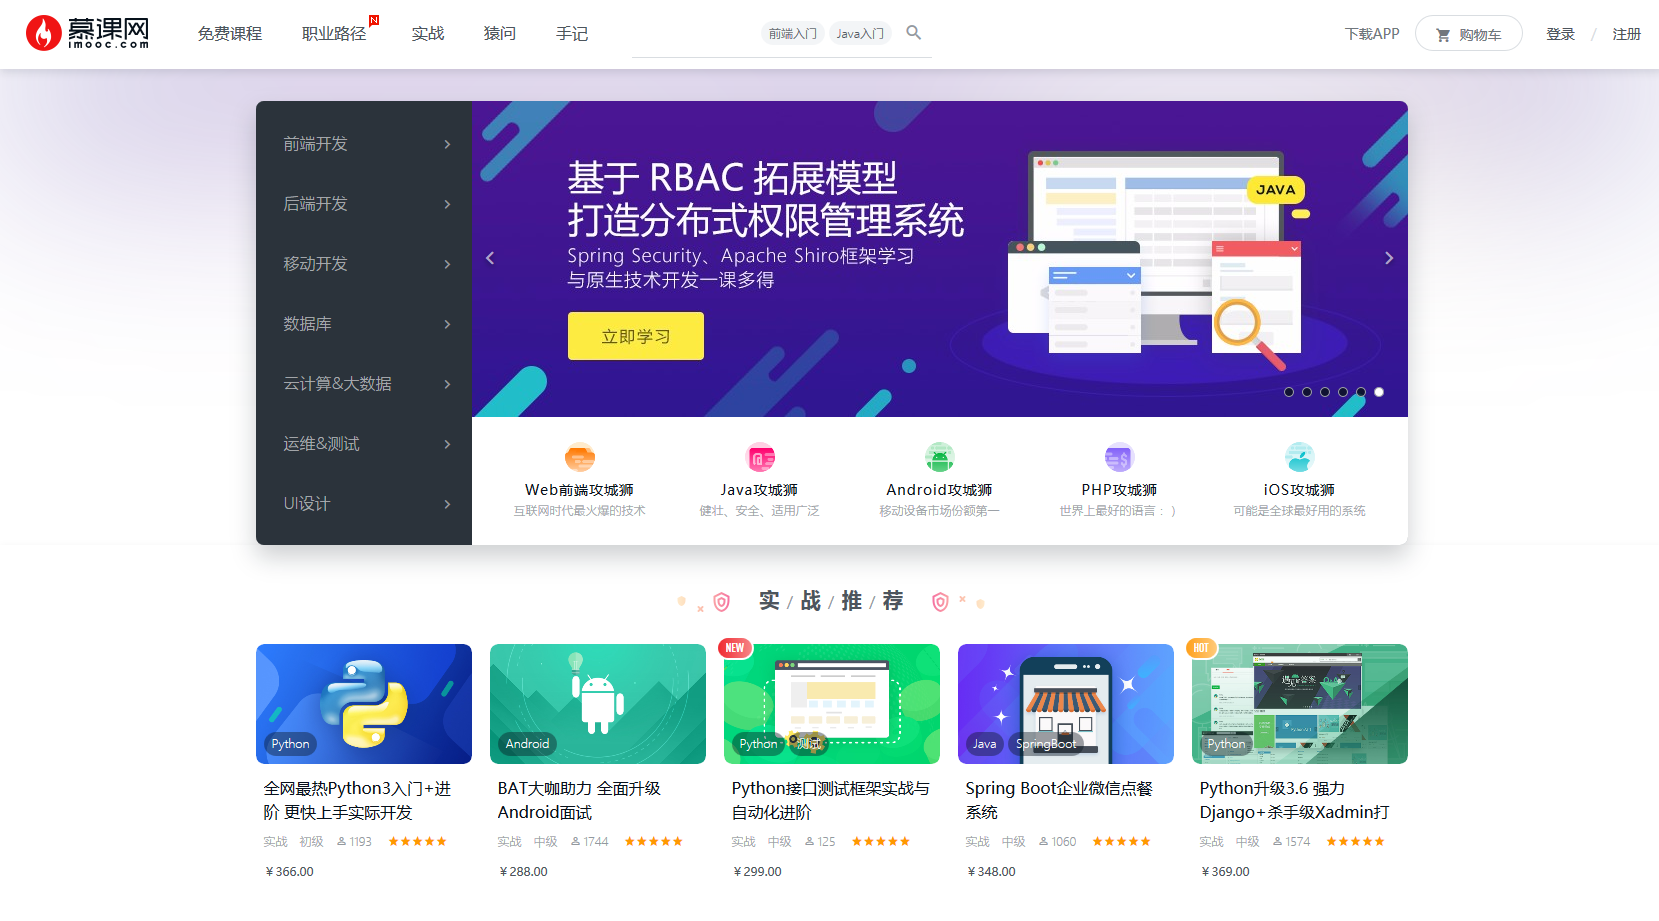 慕课网
imooc.com
免费课程
职业路径
N
实战
猿问
手记
前端入门
Java入门
下载APP
购物车
登录
/
注册
前端开发
后端开发
移动开发
数据库
云计算&大数据
运维&测试
UI设计
基于 RBAC 拓展模型
打造分布式权限管理系统
Spring Security、Apache Shiro框架学习
与原生技术开发一课多得
立即学习
JAVA
Web前端攻城狮
互联网时代最火爆的技术
Java攻城狮
健壮、安全、适用广泛
Android攻城狮
移动设备市场份额第一
PHP攻城狮
世界上最好的语言：）
iOS攻城狮
可能是全球最好用的系统
实 / 战 / 推 / 荐
Python
全网最热Python3入门+进
阶 更快上手实际开发
实战 初级 1193
￥366.00
Android
BAT大咖助力 全面升级
Android面试
实战 中级 1744
￥288.00
NEW
Python 测试
Python接口测试框架实战与
自动化进阶
实战 中级 125
￥299.00
Java SpringBoot
Spring Boot企业微信点餐
系统
实战 中级 1060
￥348.00
HOT
Python
Python升级3.6 强力
Django+杀手级Xadmin打
实战 中级 1574
￥369.00